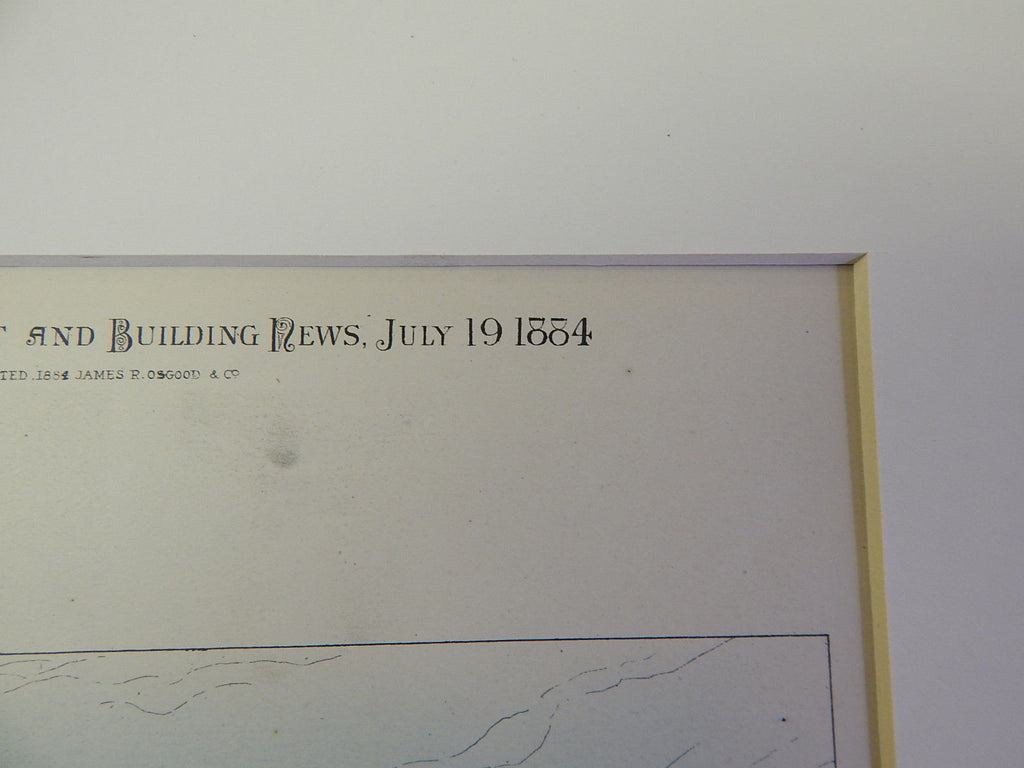 T AND BUILDING NEWS, JULY 19 1884
TED. 1884 JAMES R. OSGOOD & CO